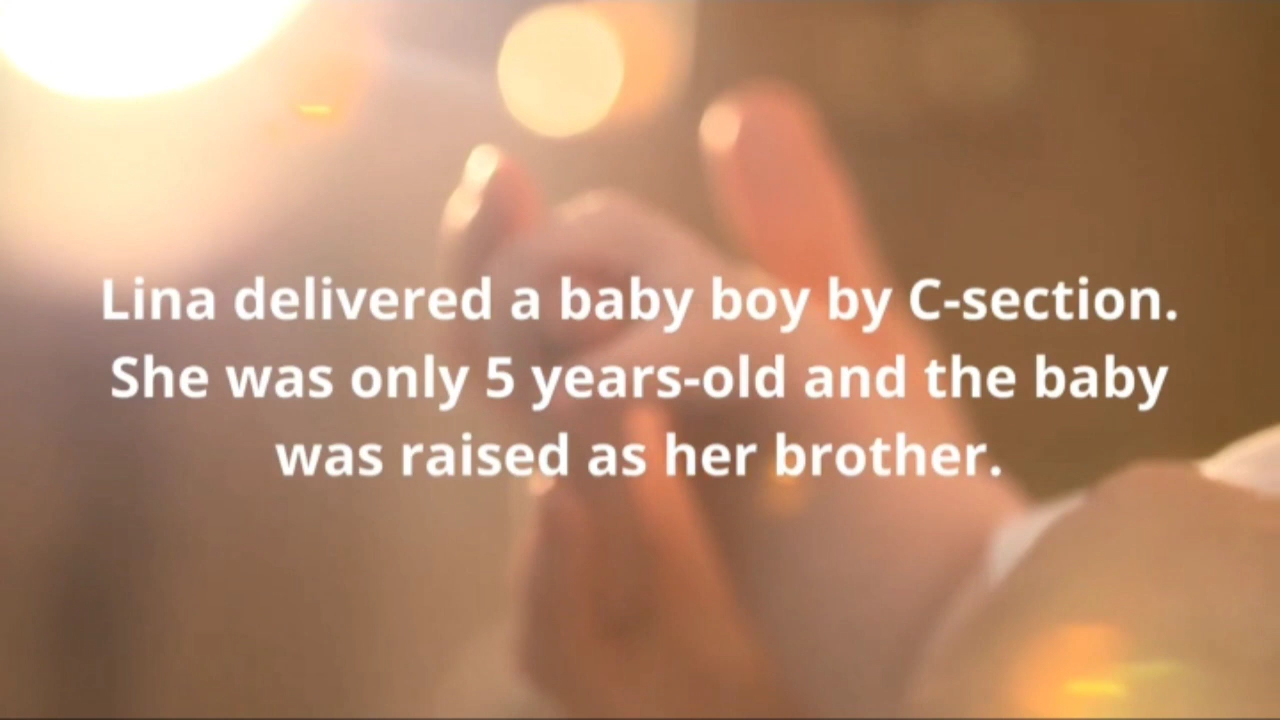 Lina delivered a baby boy by C-section.
She was only 5 years-old and the baby
was raised as her brother.